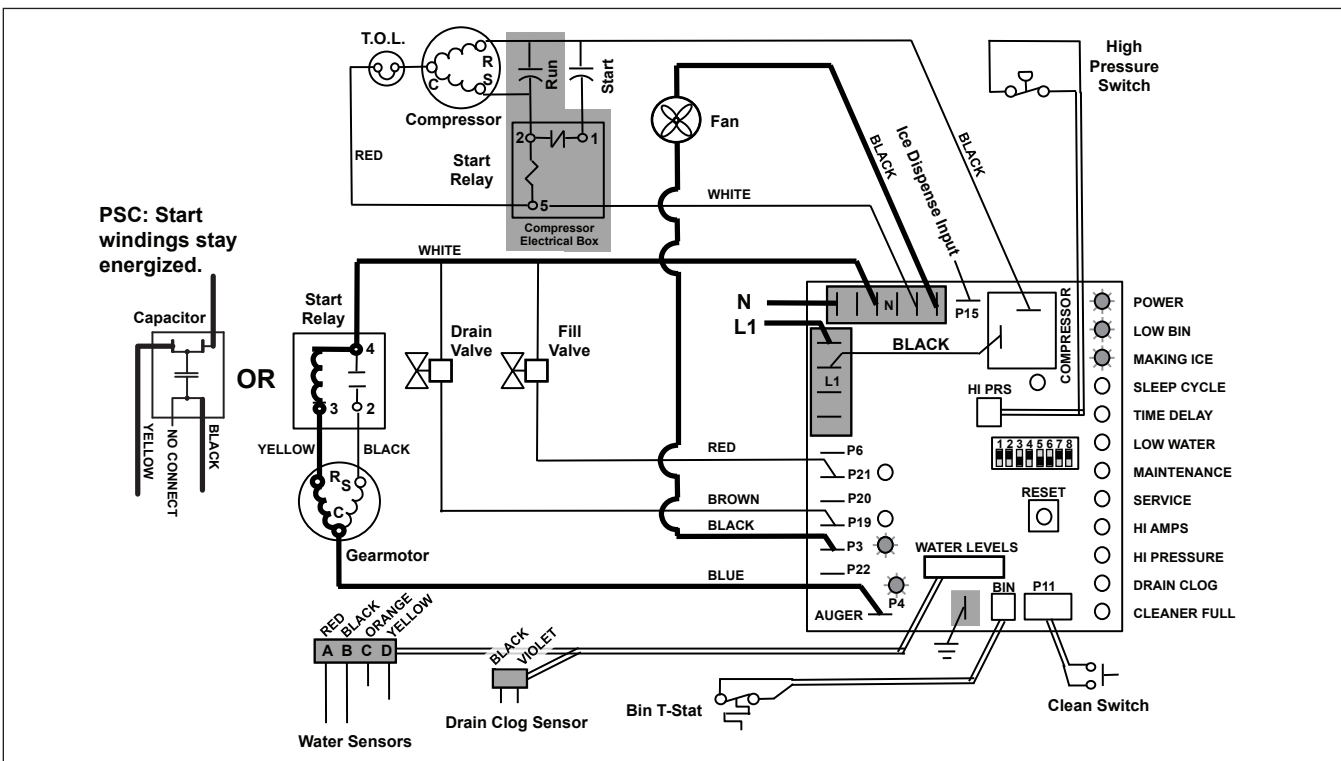 T.O.L.
R
S
C
Compressor
Run
Start
2
1
5
Start
Relay
Compressor
Electrical Box
RED
WHITE
Fan
BLACK
Ice Dispense Input
BLACK
High
Pressure
Switch
PSC: Start
windings stay
energized.
Capacitor
YELLOW
NO CONNECT
BLACK
OR
WHITE
Start
Relay
4
3
2
YELLOW
BLACK
R
S
C
Gearmotor
Drain
Valve
Fill
Valve
N
L1
N
P15
L1
BLACK
COMPRESSOR
HI PRS
1 2 3 4 5 6 7 8
RESET
RED
BROWN
BLACK
BLUE
P6
P21
P20
P19
P3
P22
P4
AUGER
WATER LEVELS
BIN
P11
POWER
LOW BIN
MAKING ICE
SLEEP CYCLE
TIME DELAY
LOW WATER
MAINTENANCE
SERVICE
HI AMPS
HI PRESSURE
DRAIN CLOG
CLEANER FULL
RED
BLACK
ORANGE
YELLOW
A B C D
Water Sensors
BLACK
VIOLET
Drain Clog Sensor
Bin T-Stat
Clean Switch